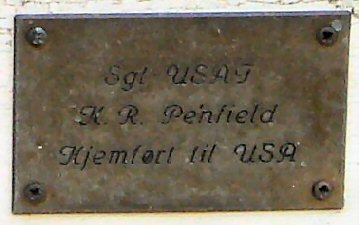 Sgt USAF
K. R. Penfield
Hjemført til USA